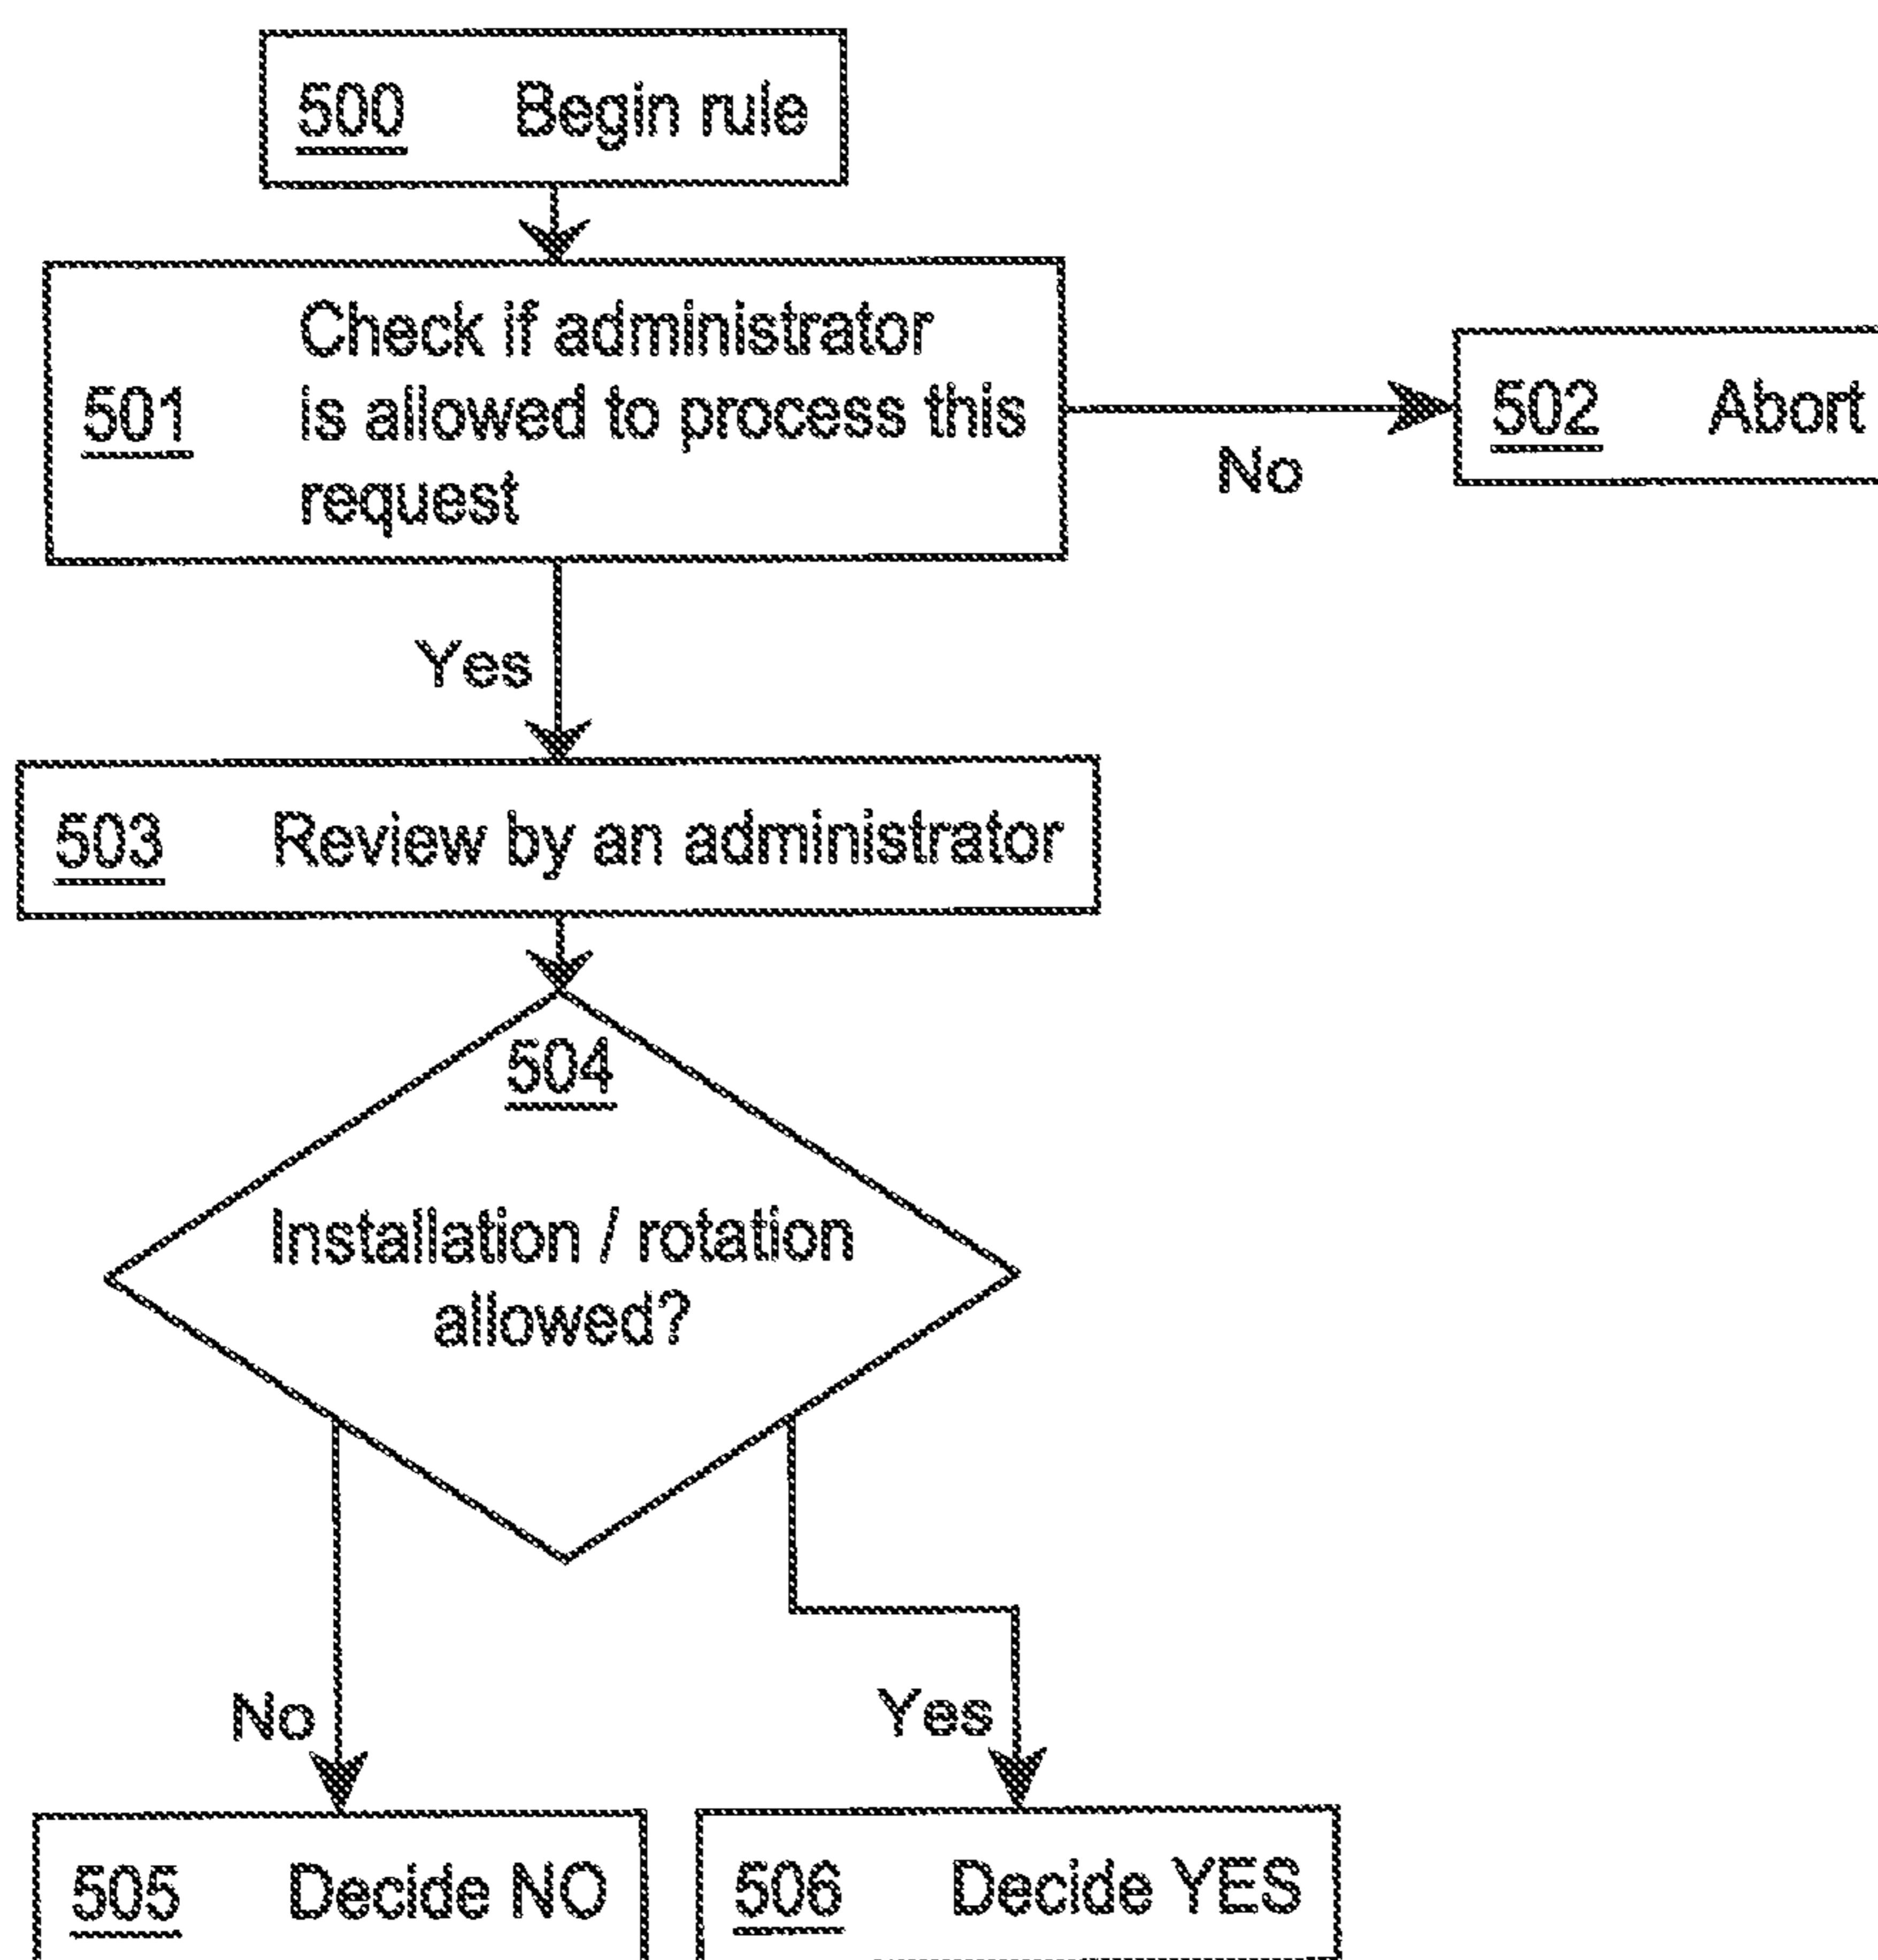 500 Begin rule
Check if administrator
501 is allowed to process this
request
No
502 Abort
Yes
503 Review by an administrator
504
Installation / rotation
allowed?
No
Yes
505 Decide NO
506 Decide YES